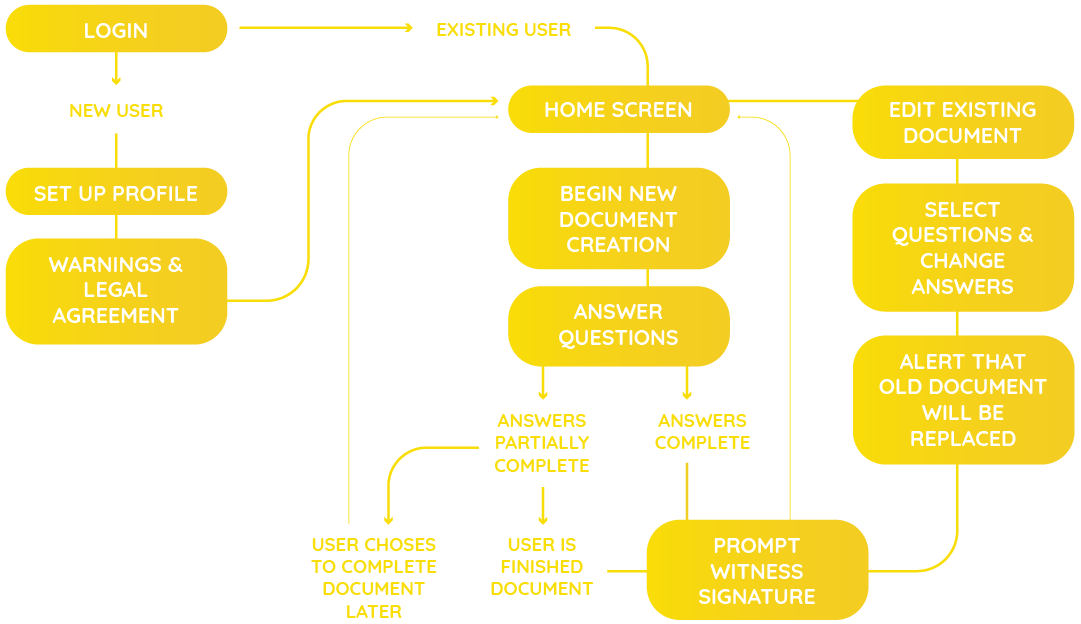 LOGIN
EXISTING USER
NEW USER
SET UP PROFILE
WARNINGS &
LEGAL
AGREEMENT
HOME SCREEN
BEGIN NEW
DOCUMENT
CREATION
ANSWER
QUESTIONS
ANSWERS
PARTIALLY
COMPLETE
ANSWERS
COMPLETE
USER CHOSES
TO COMPLETE
DOCUMENT
LATER
USER IS
FINISHED
DOCUMENT
PROMPT
WITNESS
SIGNATURE
EDIT EXISTING
DOCUMENT
SELECT
QUESTIONS &
CHANGE
ANSWERS
ALERT THAT
OLD DOCUMENT
WILL BE
REPLACED